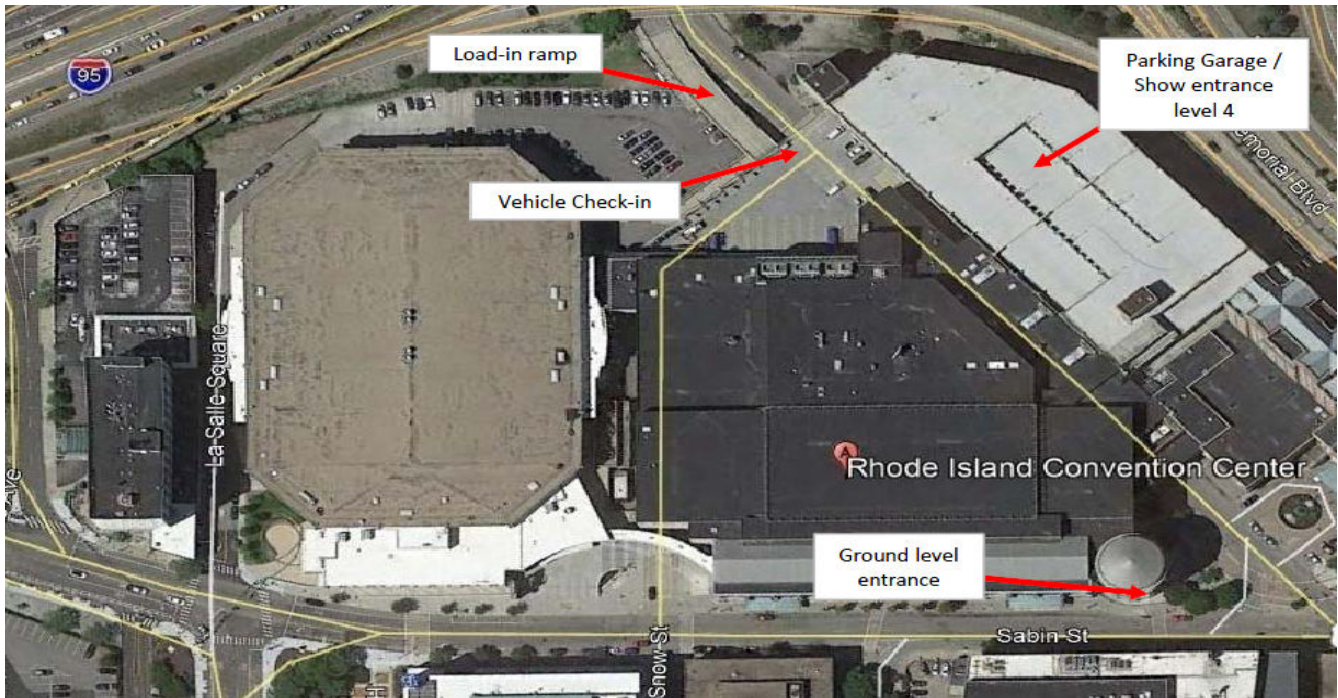 Load-in ramp
Parking Garage /
Show entrance
level 4
95
Vehicle Check-in
emorial Blvd
La Salle Square
A
Rhode Island Convention Center
Ave
Ground level
entrance
Snow St
Sabin St